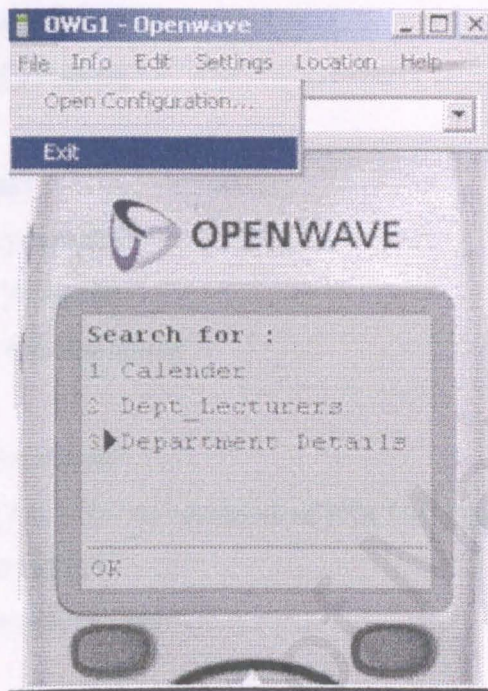 OWG1 - Openwave
File Info Edit Settings Location Help
Open Configuration...
Exit
OPENWAVE
Search for :
1 Calender
2 Dept_Lecturers
3 Department Details
OK